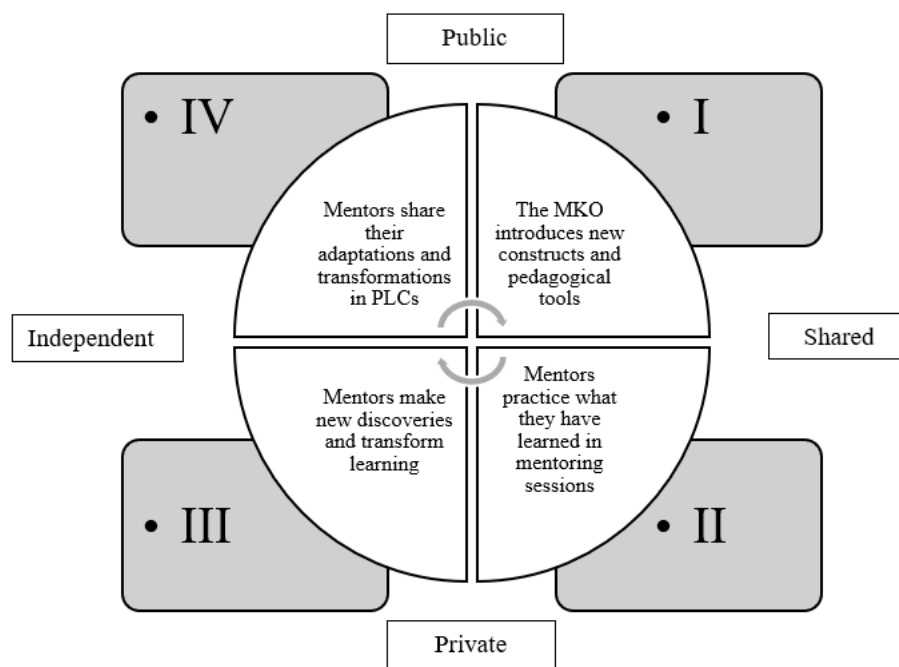 Public
• IV
• I
Mentors share
their
adaptations and
transformations
in PLCs
The MKO
introduces new
constructs and
pedagogical
tools
Independent
Shared
Mentors make
new discoveries
and transform
learning
Mentors
practice what
they have
learned in
mentoring
sessions
• III
• II
Private